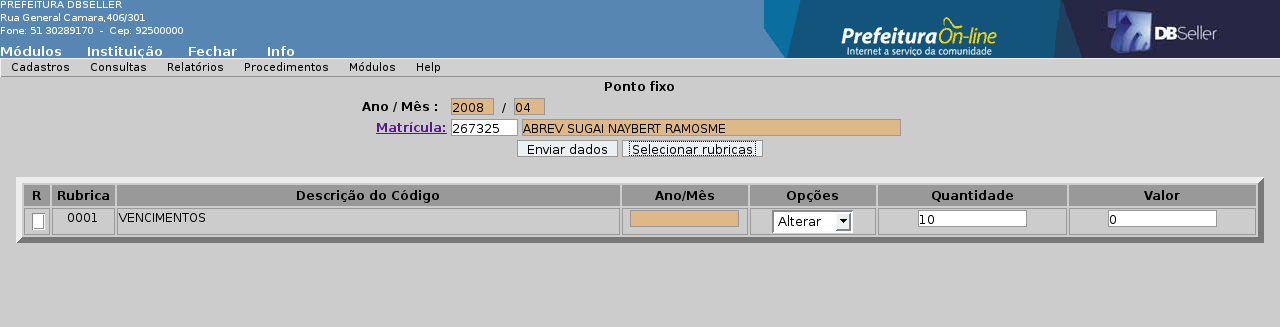 PREFEITURA DBSELLER
Rua General Camara,406/301
Fone: 51 30289170 - Cep: 92500000
Prefeitura On-line
Internet a serviço da comunidade
DBSeller
Módulos Instituição Fechar Info
Cadastros Consultas Relatórios Procedimentos Módulos Help
Ponto fixo
Ano / Mês : 2008 / 04
Matrícula: 267325 ABREV SUGAI NAYBERT RAMOSME
Enviar dados Selecionar rubricas
R Rubrica Descrição do Código Ano/Mês Opções Quantidade Valor
0001 VENCIMENTOS Alterar 10 0